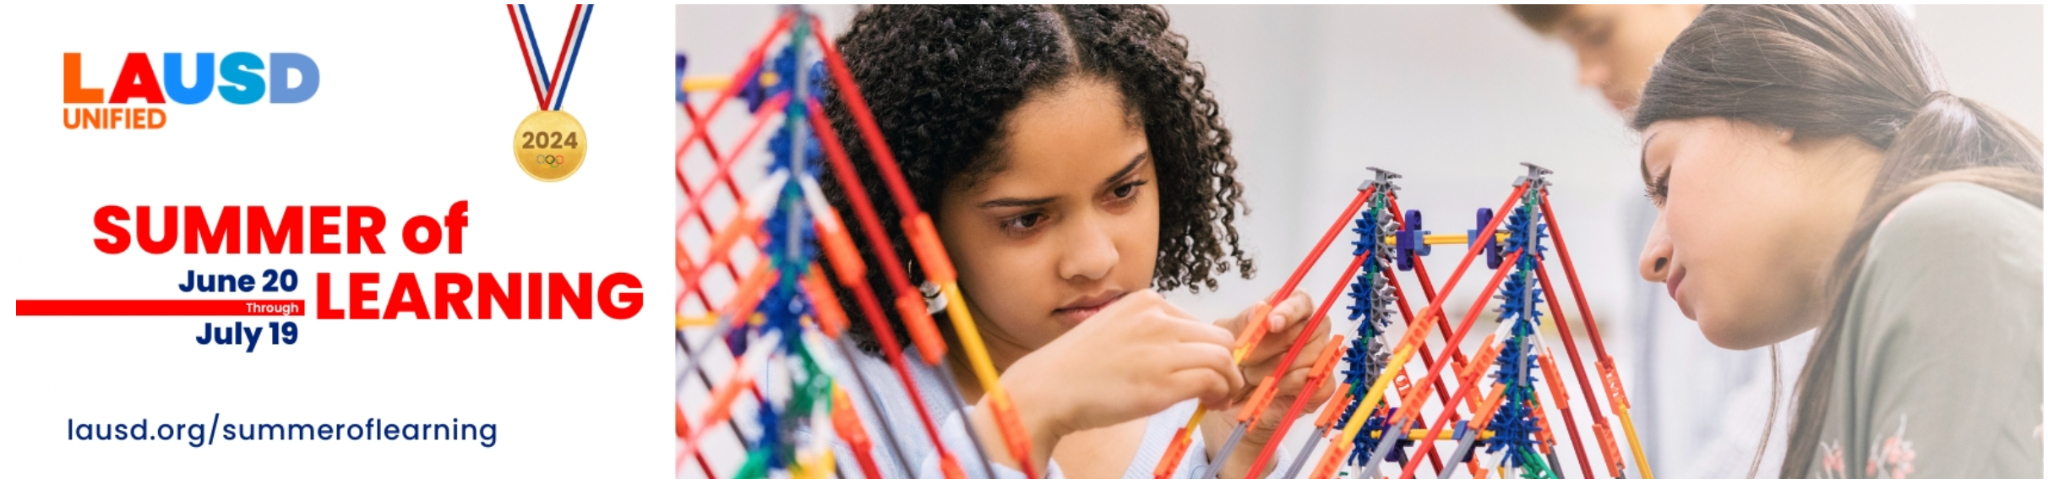 LAUSD
UNIFIED
2024
SUMMER of
June 20
Through
July 19
LEARNING
lausd.org/summeroflearning